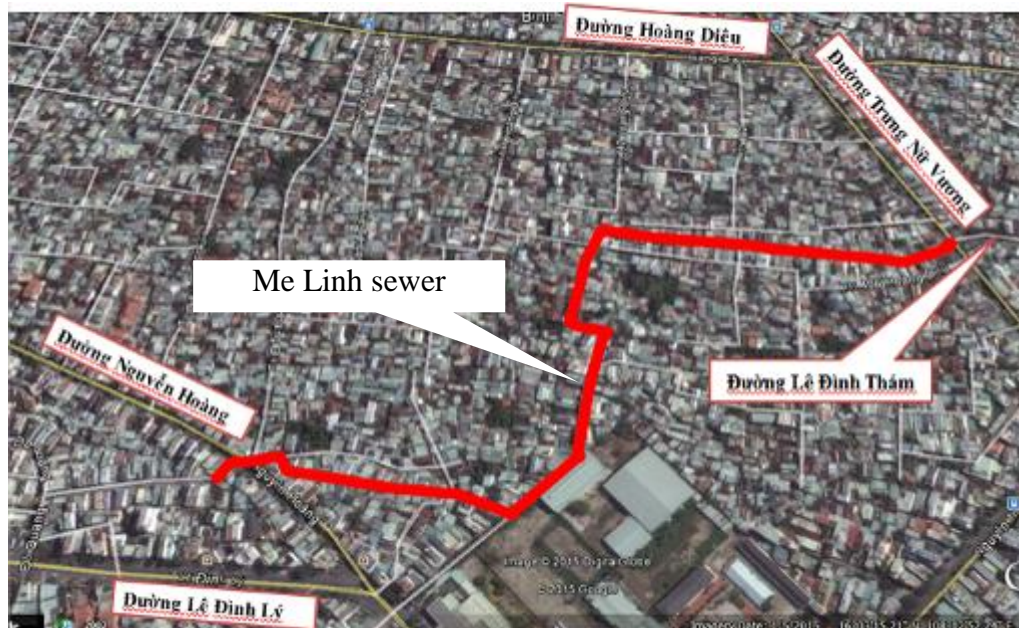 Đường Hoàng Diệu
Đường Trưng Nữ Vương
Me Linh sewer
Đường Nguyễn Hoàng
Đường Lê Đình Thám
Image © 2015 DigitalGlobe
© 2015 Google
Đường Lê Đình Lý
2002